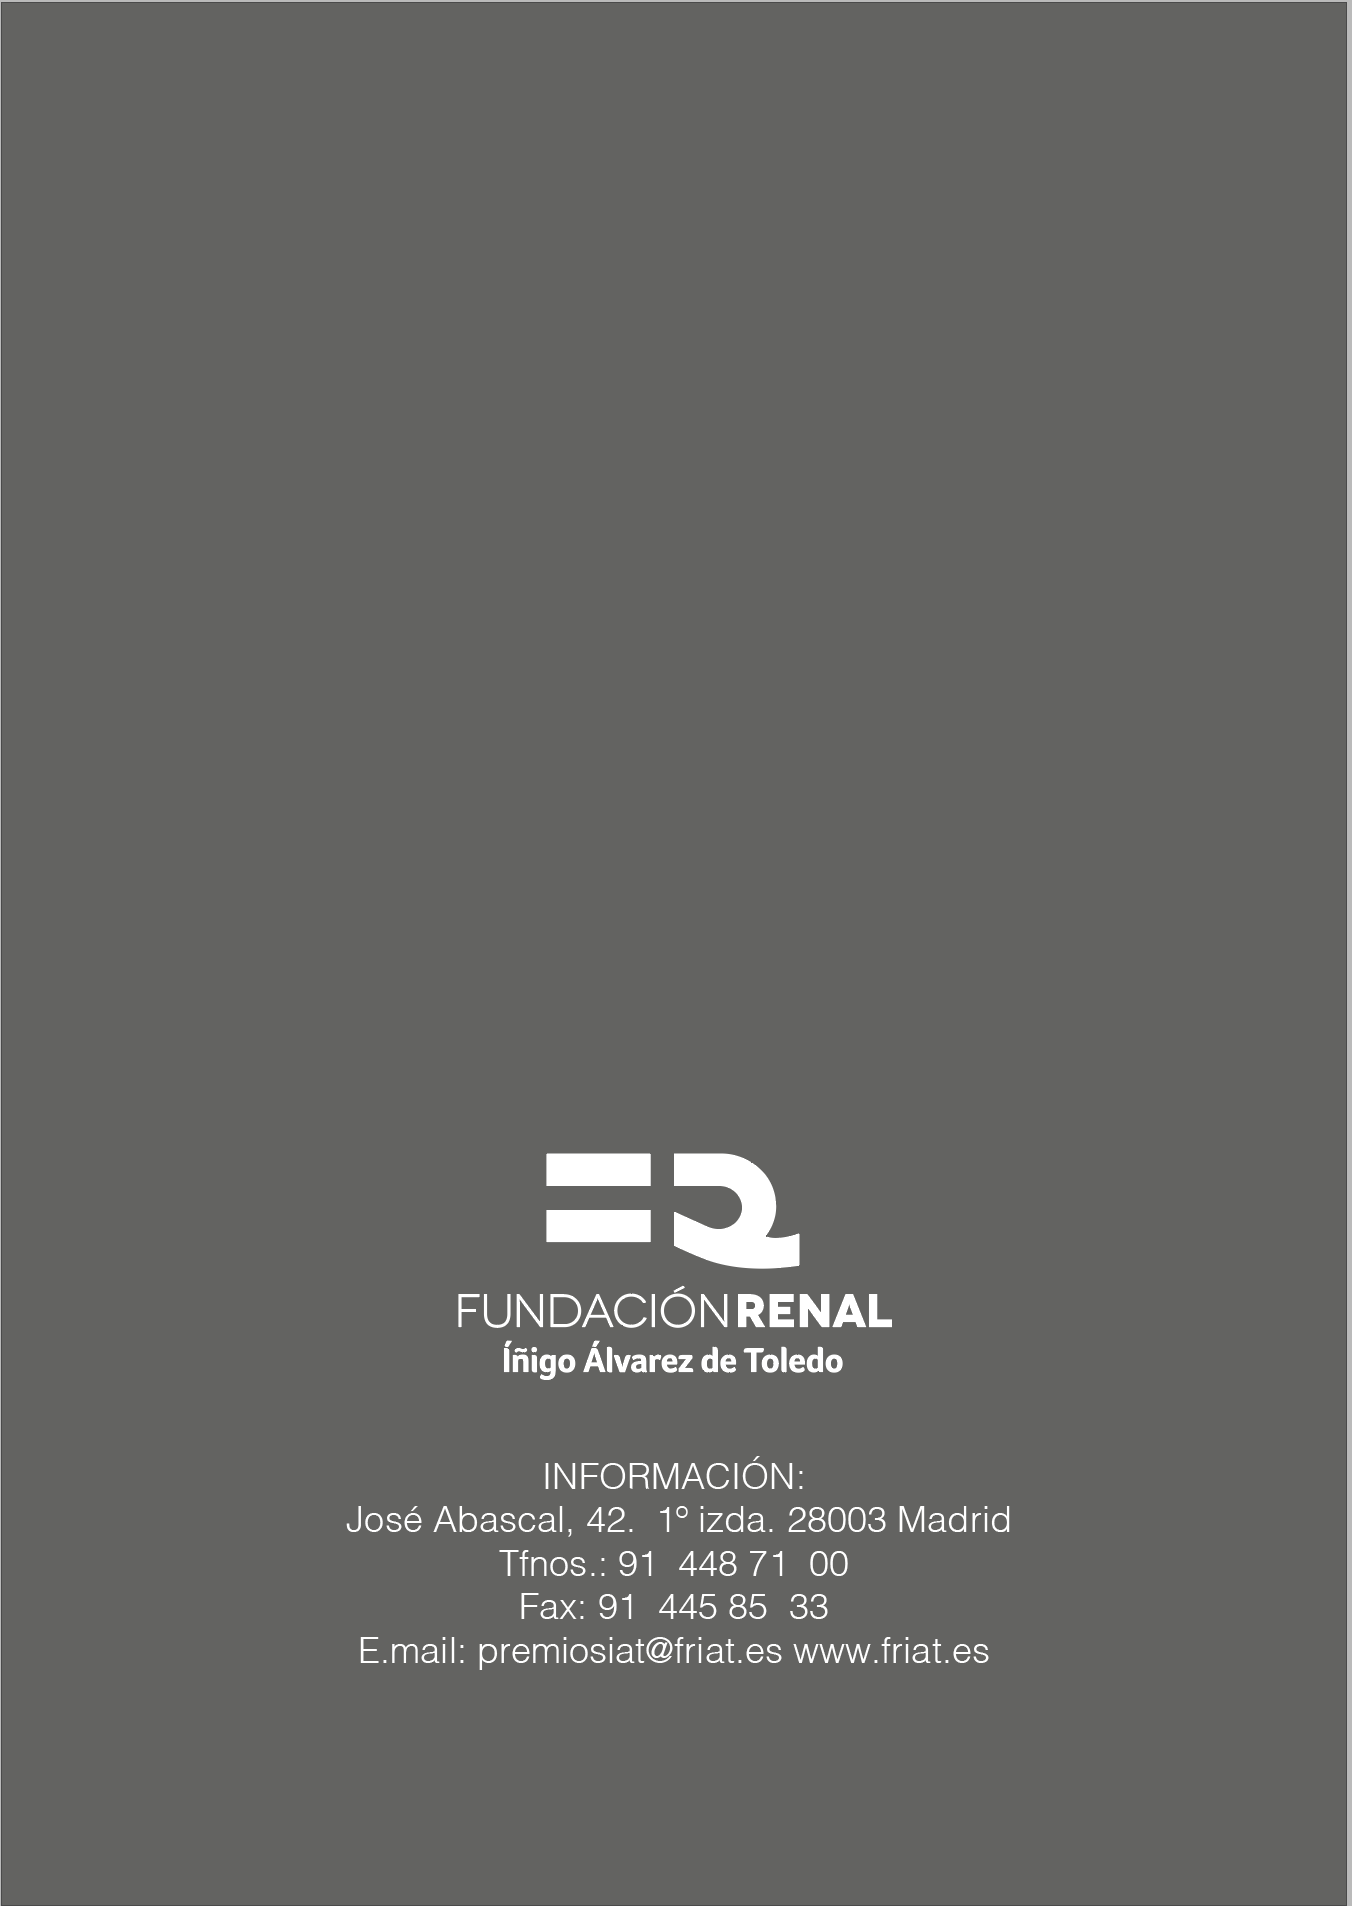 FUNDACIÓN RENAL
Íñigo Álvarez de Toledo
INFORMACIÓN:
José Abascal, 42. 1º izda. 28003 Madrid
Tfnos.: 91 448 71 00
Fax: 91 445 85 33
E.mail: premiosiat@friat.es www.friat.es